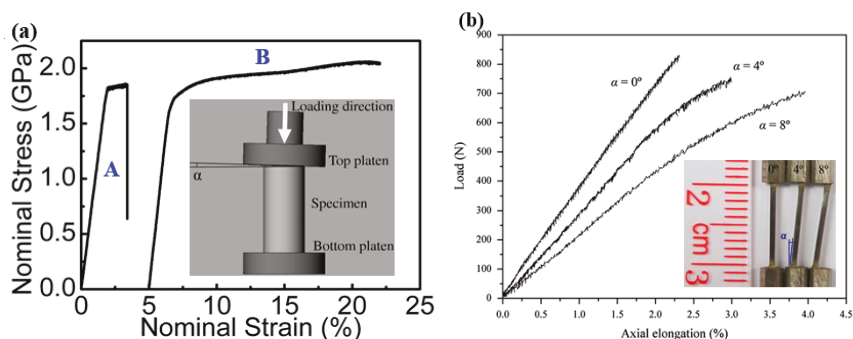 (a)
2.0
1.5
1.0
0.5
0.0
Nominal Stress (GPa)
A
B
Loading direction
Top platen
α
Specimen
Bottom platen
0 5 10 15 20 25
Nominal Strain (%)
(b)
900
800
700
600
500
400
300
200
100
0
Load (N)
α = 0°
α = 4°
α = 8°
0° 4° 8°
2
cm
3
α
0.0 0.5 1.0 1.5 2.0 2.5 3.0 3.5 4.0 4.5
Axial elongation (%)